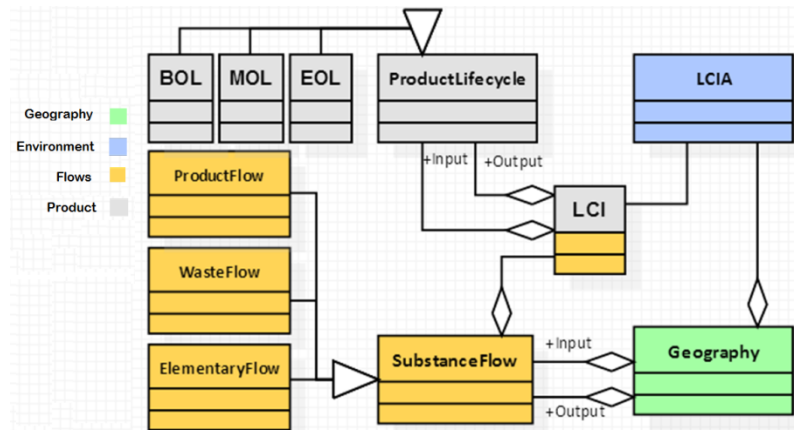 BOL
MOL
EOL
ProductLifecycle
LCIA
Geography
Environment
Flows
Product
+Input
+Output
ProductFlow
LCI
WasteFlow
ElementaryFlow
SubstanceFlow
+Input
+Output
Geography